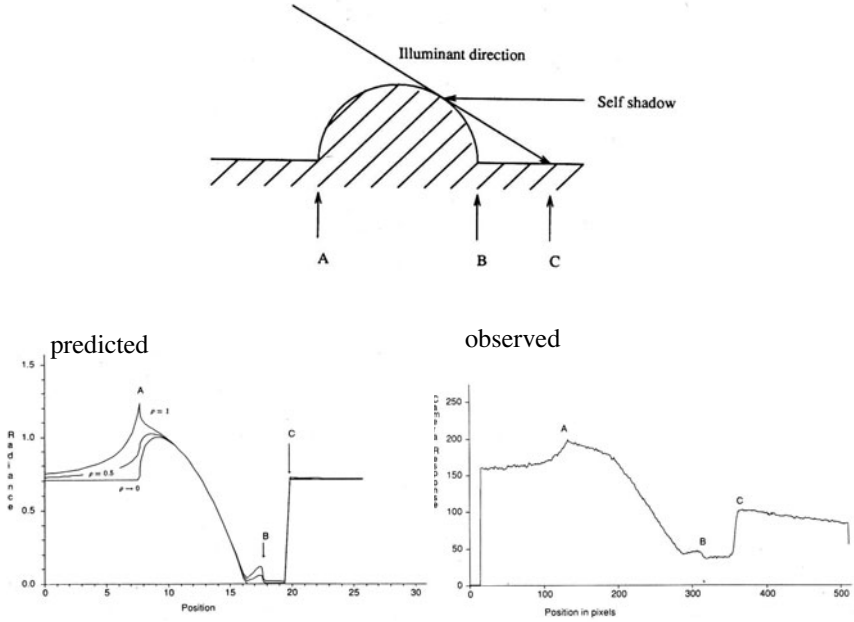 Illuminant direction
Self shadow
A
B
C
predicted
observed
1.5
1.0
0.5
0.0
Radiance
A
ρ = 1
ρ = 0.5
ρ → 0
B
C
0
5
10
15
20
25
30
Position
250
200
150
100
50
0
Camera Response
A
B
C
0
100
200
300
400
500
Position in pixels